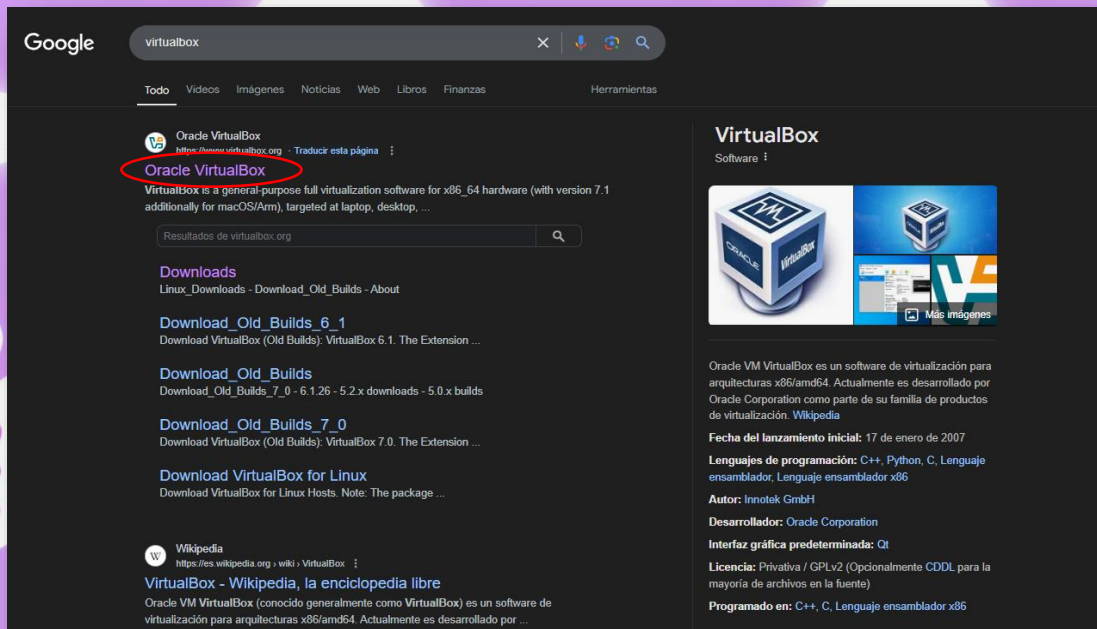 Google
virtualbox
Todo Videos Imágenes Noticias Web Libros Finanzas Herramientas
Oracle VirtualBox
https://www.virtualbox.org · Traducir esta página
Oracle VirtualBox
VirtualBox is a general-purpose full virtualization software for x86_64 hardware (with version 7.1
additionally for macOS/Arm), targeted at laptop, desktop, ...
Resultados de virtualbox.org
Downloads
Linux_Downloads - Download_Old_Builds - About
Download_Old_Builds_6_1
Download VirtualBox (Old Builds): VirtualBox 6.1. The Extension ...
Download_Old_Builds
Download_Old_Builds_7_0 - 6.1.26 - 5.2.x downloads - 5.0.x builds
Download_Old_Builds_7_0
Download VirtualBox (Old Builds): VirtualBox 7.0. The Extension ...
Download VirtualBox for Linux
Download VirtualBox for Linux Hosts. Note: The package ...
W
Wikipedia
https://es.wikipedia.org › wiki › VirtualBox
VirtualBox - Wikipedia, la enciclopedia libre
Oracle VM VirtualBox (conocido generalmente como VirtualBox) es un software de
virtualización para arquitecturas x86/amd64. Actualmente es desarrollado por ...
VirtualBox
Software
ORACLE
VirtualBox
Más imágenes
Oracle VM VirtualBox es un software de virtualización para
arquitecturas x86/amd64. Actualmente es desarrollado por
Oracle Corporation como parte de su familia de productos
de virtualización. Wikipedia
Fecha del lanzamiento inicial: 17 de enero de 2007
Lenguajes de programación: C++, Python, C, Lenguaje
ensamblador, Lenguaje ensamblador x86
Autor: Innotek GmbH
Desarrollador: Oracle Corporation
Interfaz gráfica predeterminada: Qt
Licencia: Privativa / GPLv2 (Opcionalmente CDDL para la
mayoría de archivos en la fuente)
Programado en: C++, C, Lenguaje ensamblador x86